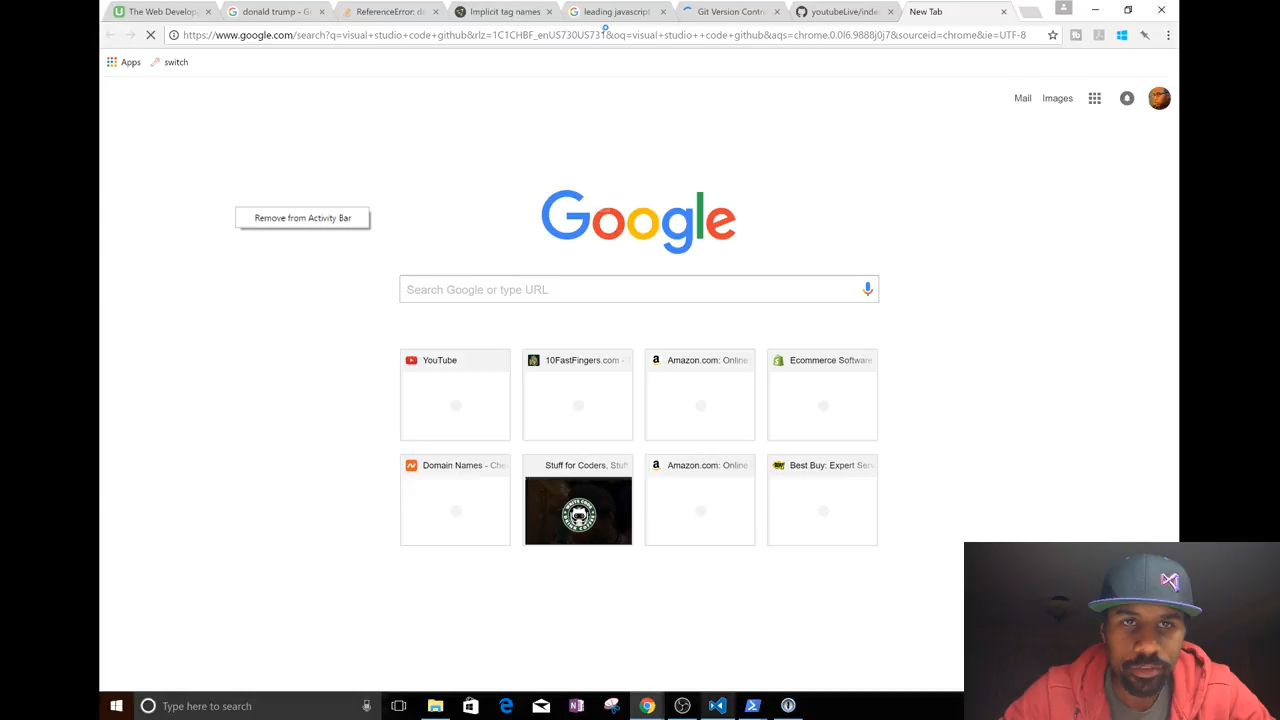 The Web Develop
donald trump - G
ReferenceError: d
Implicit tag names
leading javascript
Git Version Contr
youtubeLive/inde
New Tab
https://www.google.com/search?q=visual+studio+code+github&rlz=1C1CHBF_enUS730US731&oq=visual+studio++code+github&aqs=chrome.0.0l6.9888j0j7&sourceid=chrome&ie=UTF-8
Apps
switch
Mail
Images
Remove from Activity Bar
Google
Search Google or type URL
YouTube
10FastFingers.com -
Amazon.com: Online
Ecommerce Software
Domain Names - Che
Stuff for Coders, Stuf
Amazon.com: Online
Best Buy: Expert Ser
Type here to search